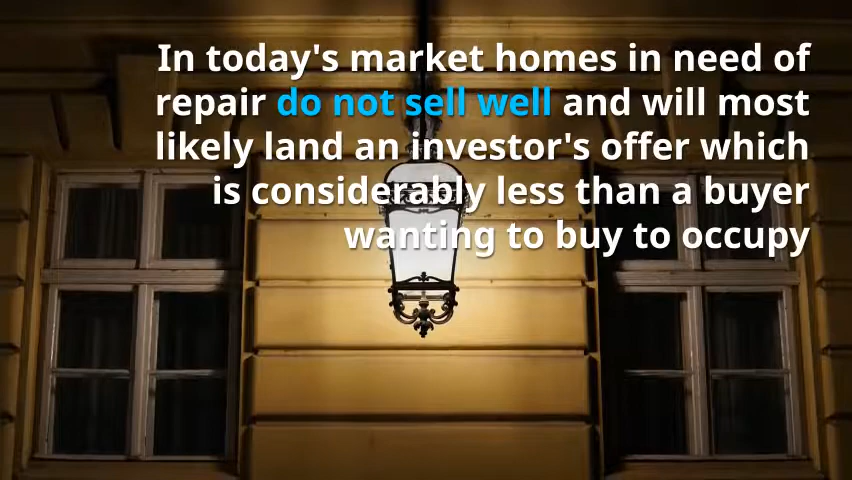 In today's market homes in need of
repair do not sell well and will most
likely land an investor's offer which
is considerably less than a buyer
wanting to buy to occupy